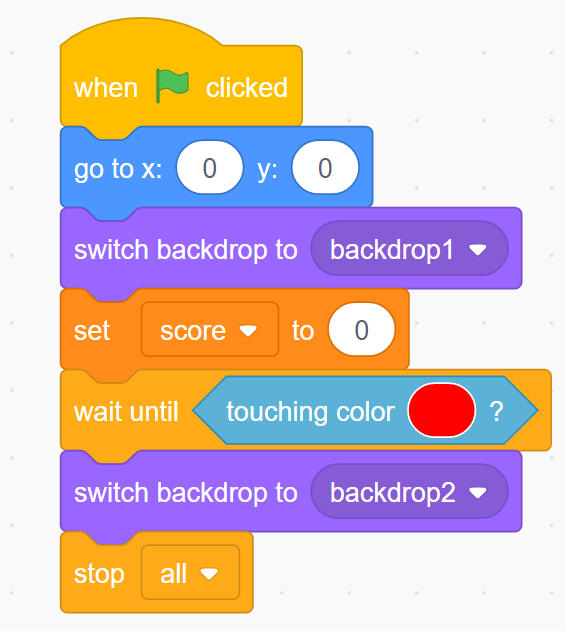 when clicked
go to x: 0 y: 0
switch backdrop to backdrop1
set score to 0
wait until touching color ?
switch backdrop to backdrop2
stop all